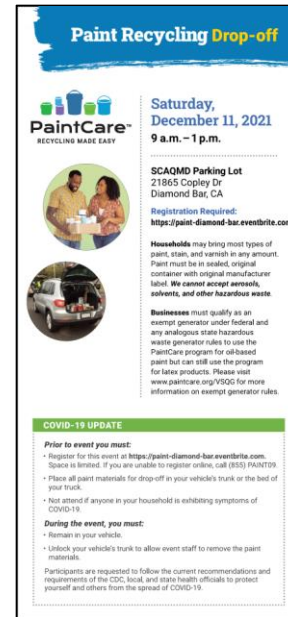 Paint Recycling Drop-off
PaintCare™
RECYCLING MADE EASY
Saturday,
December 11, 2021
9 a.m. – 1 p.m.
SCAQMD Parking Lot
21865 Copley Dr
Diamond Bar, CA
Registration Required:
https://paint-diamond-bar.eventbrite.com
Households may bring most types of
paint, stain, and varnish in any amount.
Paint must be in sealed, original
container with original manufacturer
label. We cannot accept aerosols,
solvents, and other hazardous waste.
Businesses must qualify as an
exempt generator under federal and
any analogous state hazardous
waste generator rules to use the
PaintCare program for oil-based
paint but can still use the program
for latex products. Please visit
www.paintcare.org/VSQG for more
information on exempt generator rules.
COVID-19 UPDATE
Prior to event you must:
• Register for this event at https://paint-diamond-bar.eventbrite.com.
Space is limited. If you are unable to register online, call (855) PAINT09.
• Place all paint materials for drop-off in your vehicle's trunk or the bed of
your truck.
• Not attend if anyone in your household is exhibiting symptoms of
COVID-19.
During the event, you must:
• Remain in your vehicle.
• Unlock your vehicle's trunk to allow event staff to remove the paint
materials.
Participants are requested to follow the current recommendations and
requirements of the CDC, local, and state health officials to protect
yourself and others from the spread of COVID-19.